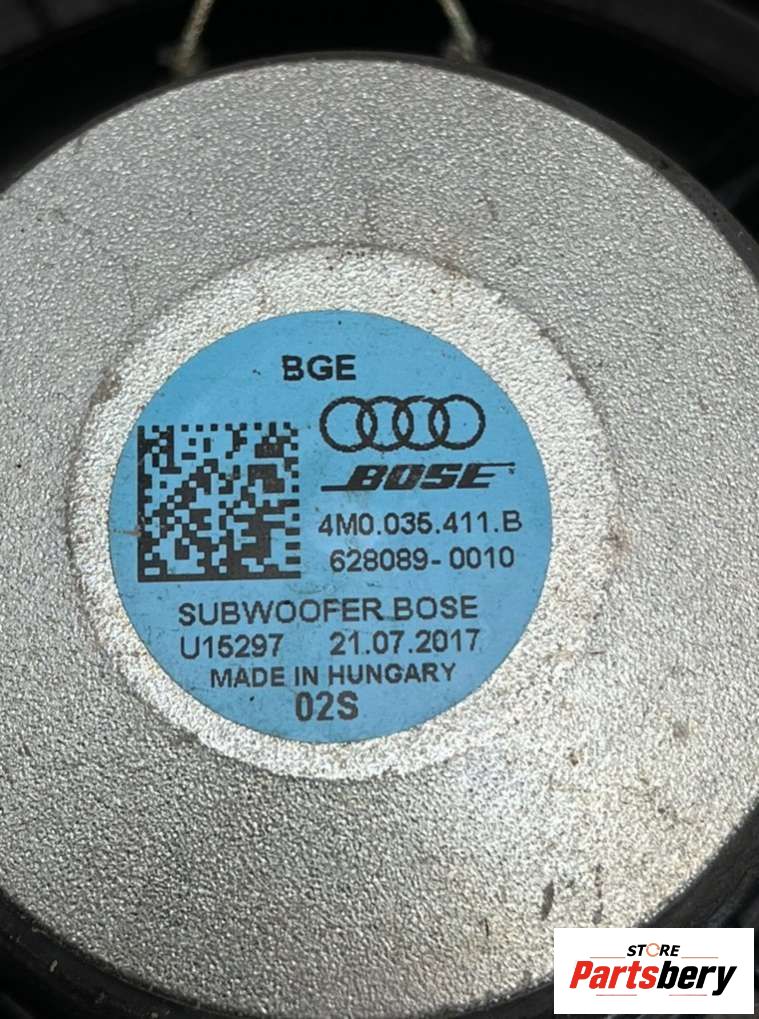 BGE
BOSE
4M0.035.411.B
628089-0010
SUBWOOFER BOSE
U15297 21.07.2017
MADE IN HUNGARY
02S
STORE
Partsbery